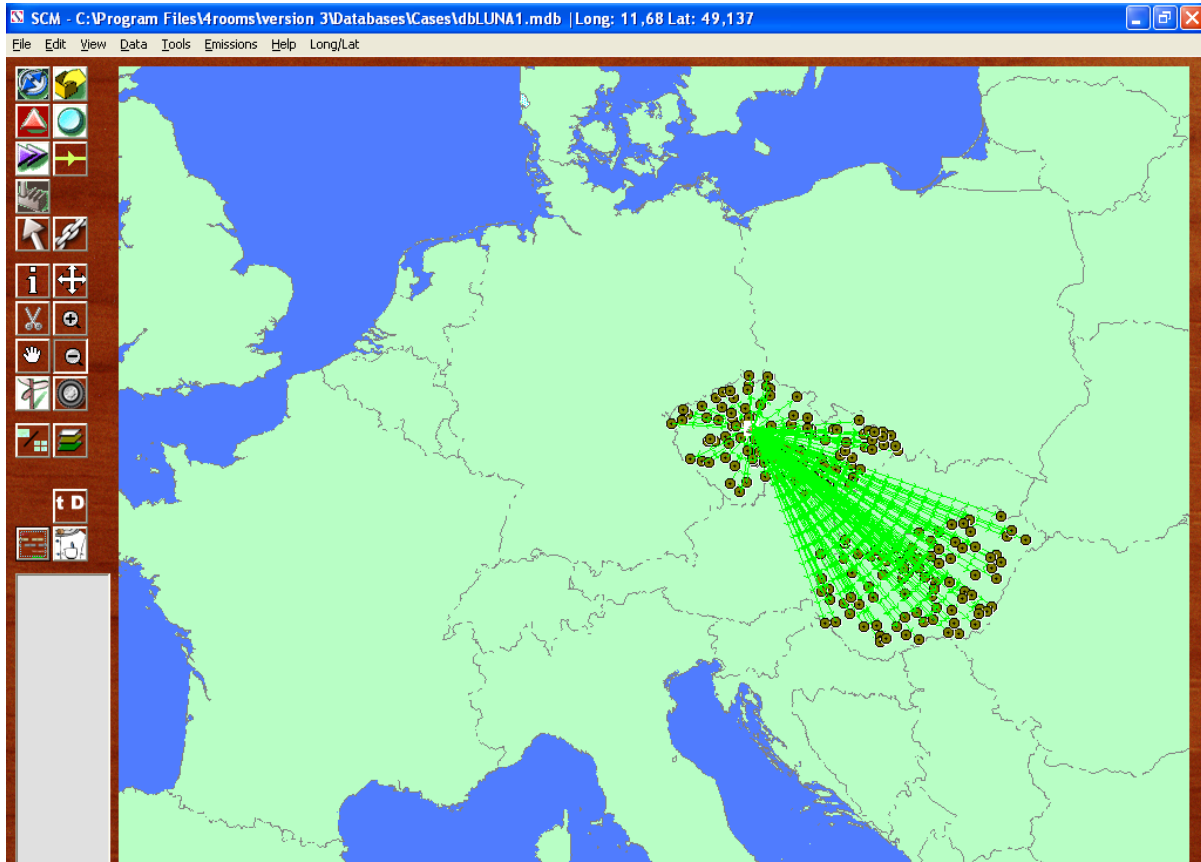 SCM - C:\Program Files\4rooms\version 3\Databases\Cases\dbLUNA1.mdb |Long: 11,68 Lat: 49,137
File Edit View Data Tools Emissions Help Long/Lat
i
t D